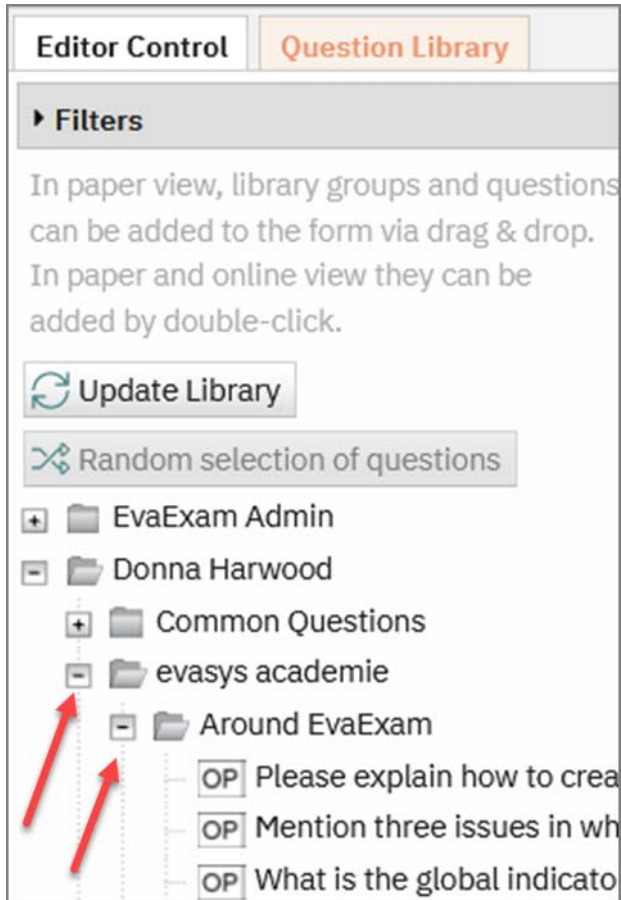 Editor Control Question Library
Filters
In paper view, library groups and questions
can be added to the form via drag & drop.
In paper and online view they can be
added by double-click.
Update Library
Random selection of questions
EvaExam Admin
Donna Harwood
Common Questions
evasys academie
Around EvaExam
OP Please explain how to crea
OP Mention three issues in wh
OP What is the global indicato